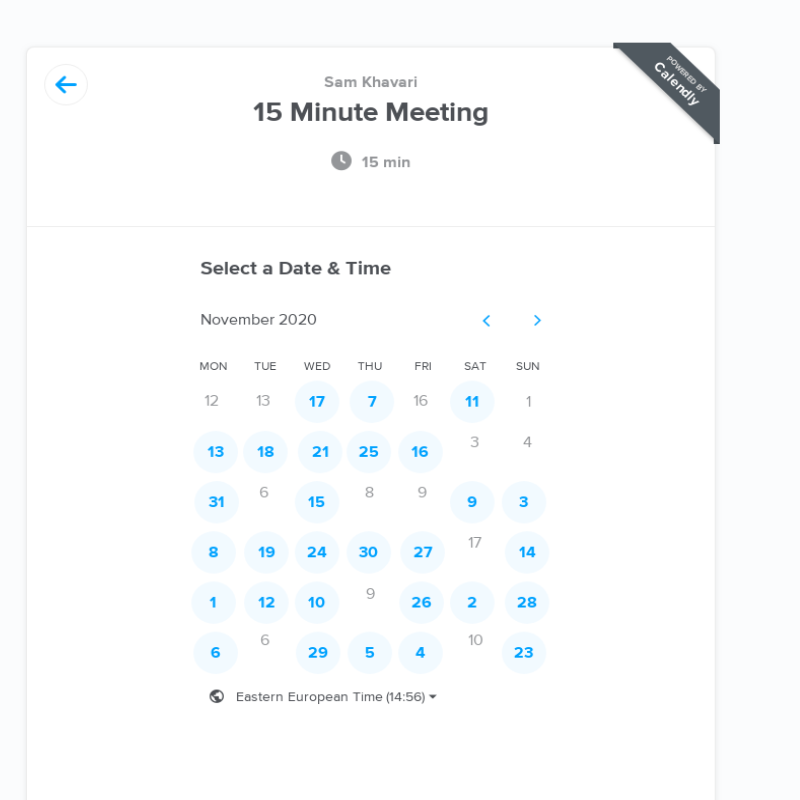 Sam Khavari
POWERED BY
Calendly
15 Minute Meeting
15 min
Select a Date & Time
November 2020
MON TUE WED THU FRI SAT SUN
12 13 17 7 16 11 1
13 18 21 25 16 3 4
31 6 15 8 9 9 3
8 19 24 30 27 17 14
1 12 10 9 26 2 28
6 6 29 5 4 10 23
Eastern European Time (14:56)